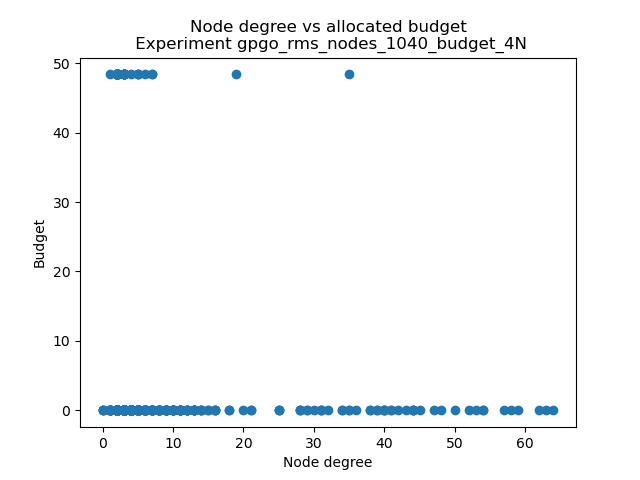 Node degree vs allocated budget
Experiment gpgo_rms_nodes_1040_budget_4N
50
40
30
20
10
0
Budget
0 10 20 30 40 50 60
Node degree